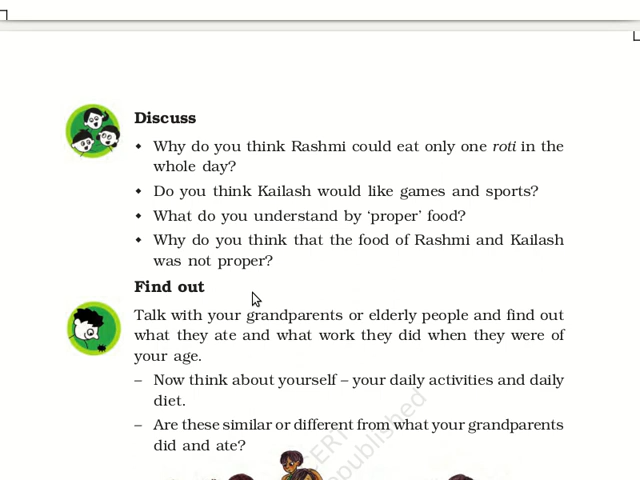 Discuss
◆ Why do you think Rashmi could eat only one roti in the
whole day?
◆ Do you think Kailash would like games and sports?
◆ What do you understand by ‘proper’ food?
◆ Why do you think that the food of Rashmi and Kailash
was not proper?
Find out
Talk with your grandparents or elderly people and find out
what they ate and what work they did when they were of
your age.
– Now think about yourself – your daily activities and daily
diet.
– Are these similar or different from what your grandparents
did and ate?